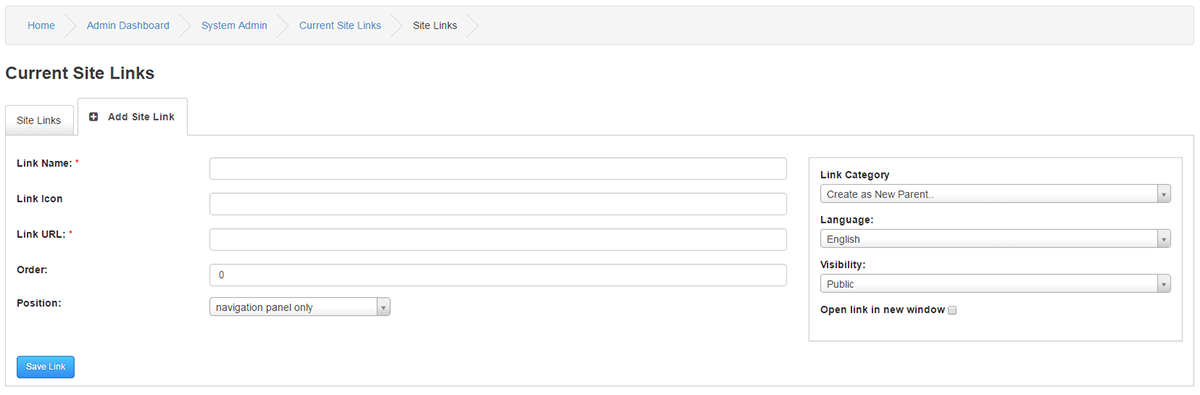 Home Admin Dashboard System Admin Current Site Links Site Links
Current Site Links
Site Links Add Site Link
Link Name: *
Link Icon
Link URL: *
Order: 0
Position: navigation panel only
Link Category
Create as New Parent..
Language:
English
Visibility:
Public
Open link in new window
Save Link